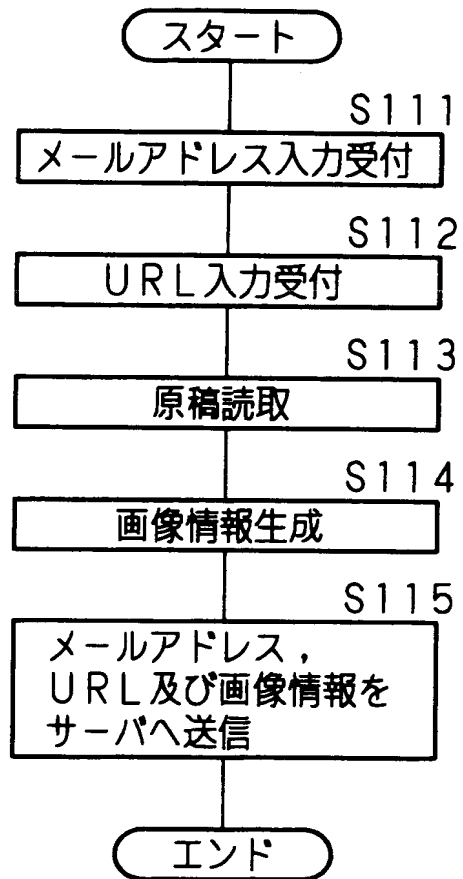 スタート
S111
メールアドレス入力受付
S112
URL入力受付
S113
原稿読取
S114
画像情報生成
S115
メールアドレス,
URL及び画像情報を
サーバへ送信
エンド